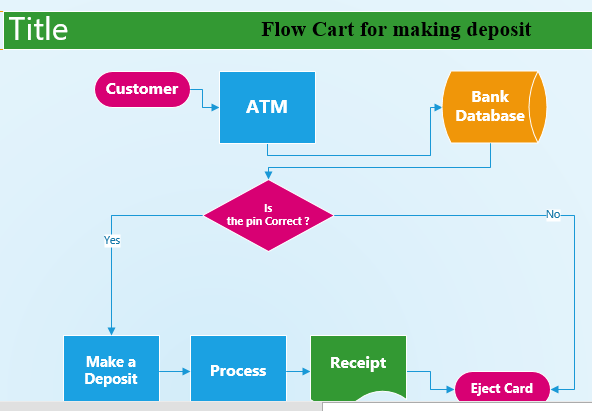 Title
Flow Cart for making deposit
Customer
ATM
Bank
Database
Is
the pin Correct ?
No
Yes
Make a
Deposit
Process
Receipt
Eject Card